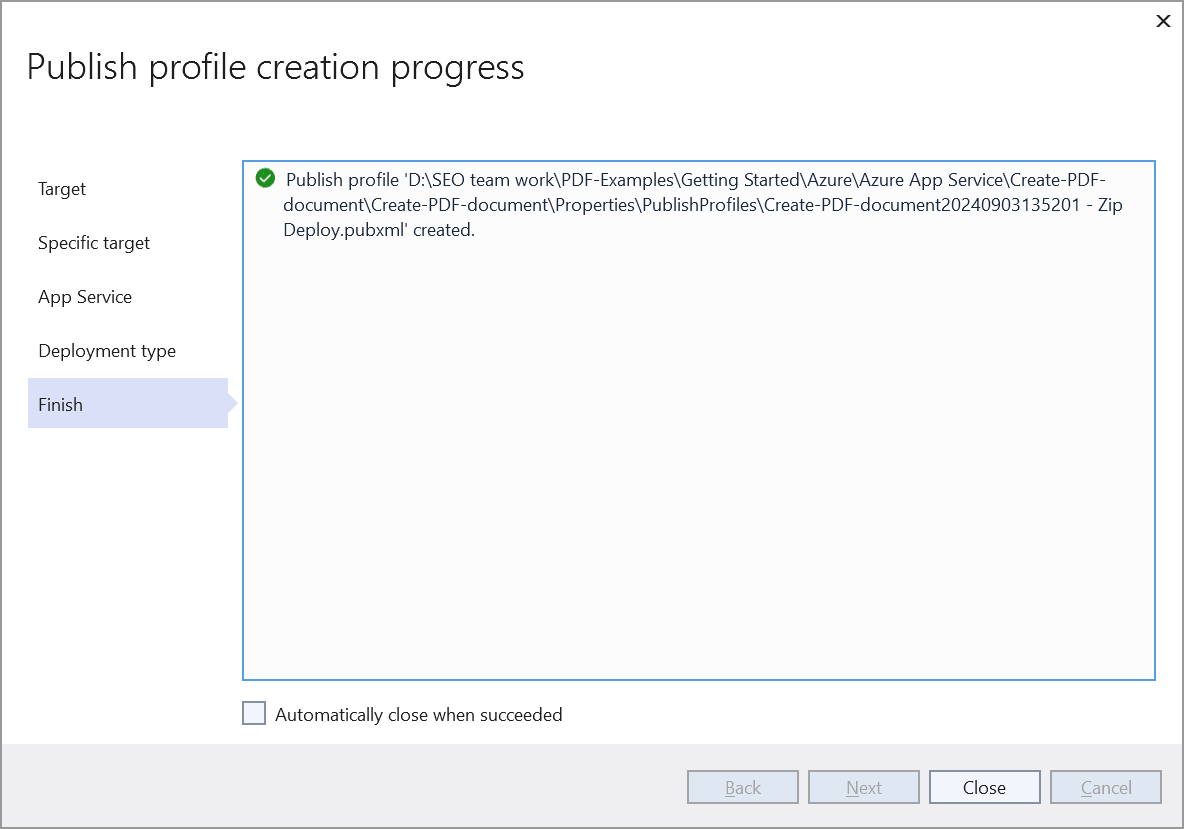 Publish profile creation progress
Target
Specific target
App Service
Deployment type
Finish
Publish profile 'D:\SEO team work\PDF-Examples\Getting Started\Azure\Azure App Service\Create-PDF-
document\Create-PDF-document\Properties\PublishProfiles\Create-PDF-document20240903135201 - Zip
Deploy.pubxml' created.
Automatically close when succeeded
Back
Next
Close
Cancel